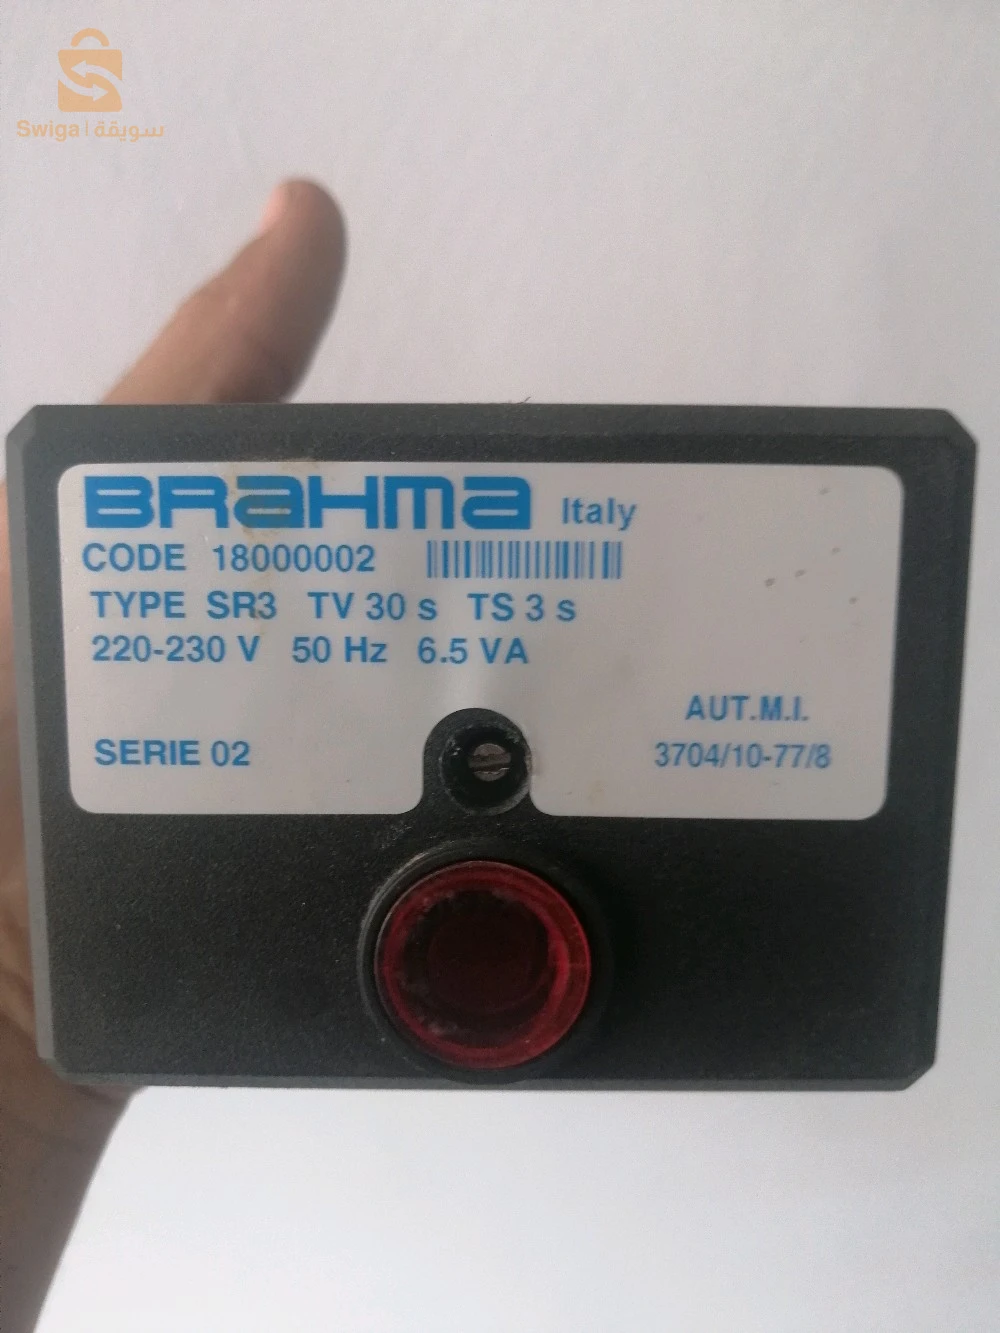 Swiga | سويقة
BRAHMA Italy
CODE 18000002
TYPE SR3 TV 30 s TS 3 s
220-230 V 50 Hz 6.5 VA
AUT.M.I.
SERIE 02 3704/10-77/8